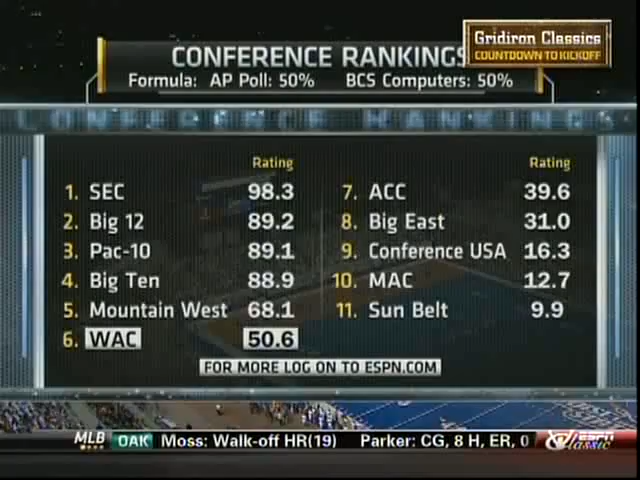 Gridiron Classics
COUNTDOWN TO KICKOFF
CONFERENCE RANKINGS
Formula: AP Poll: 50% BCS Computers: 50%
CONFERENCE RANKINGS
Rating
1. SEC 98.3
2. Big 12 89.2
3. Pac-10 89.1
4. Big Ten 88.9
5. Mountain West 68.1
6. WAC 50.6
Rating
7. ACC 39.6
8. Big East 31.0
9. Conference USA 16.3
10. MAC 12.7
11. Sun Belt 9.9
FOR MORE LOG ON TO ESPN.COM
MLB OAK Moss: Walk-off HR(19) Parker: CG, 8 H, ER, 0
ESPN Classic